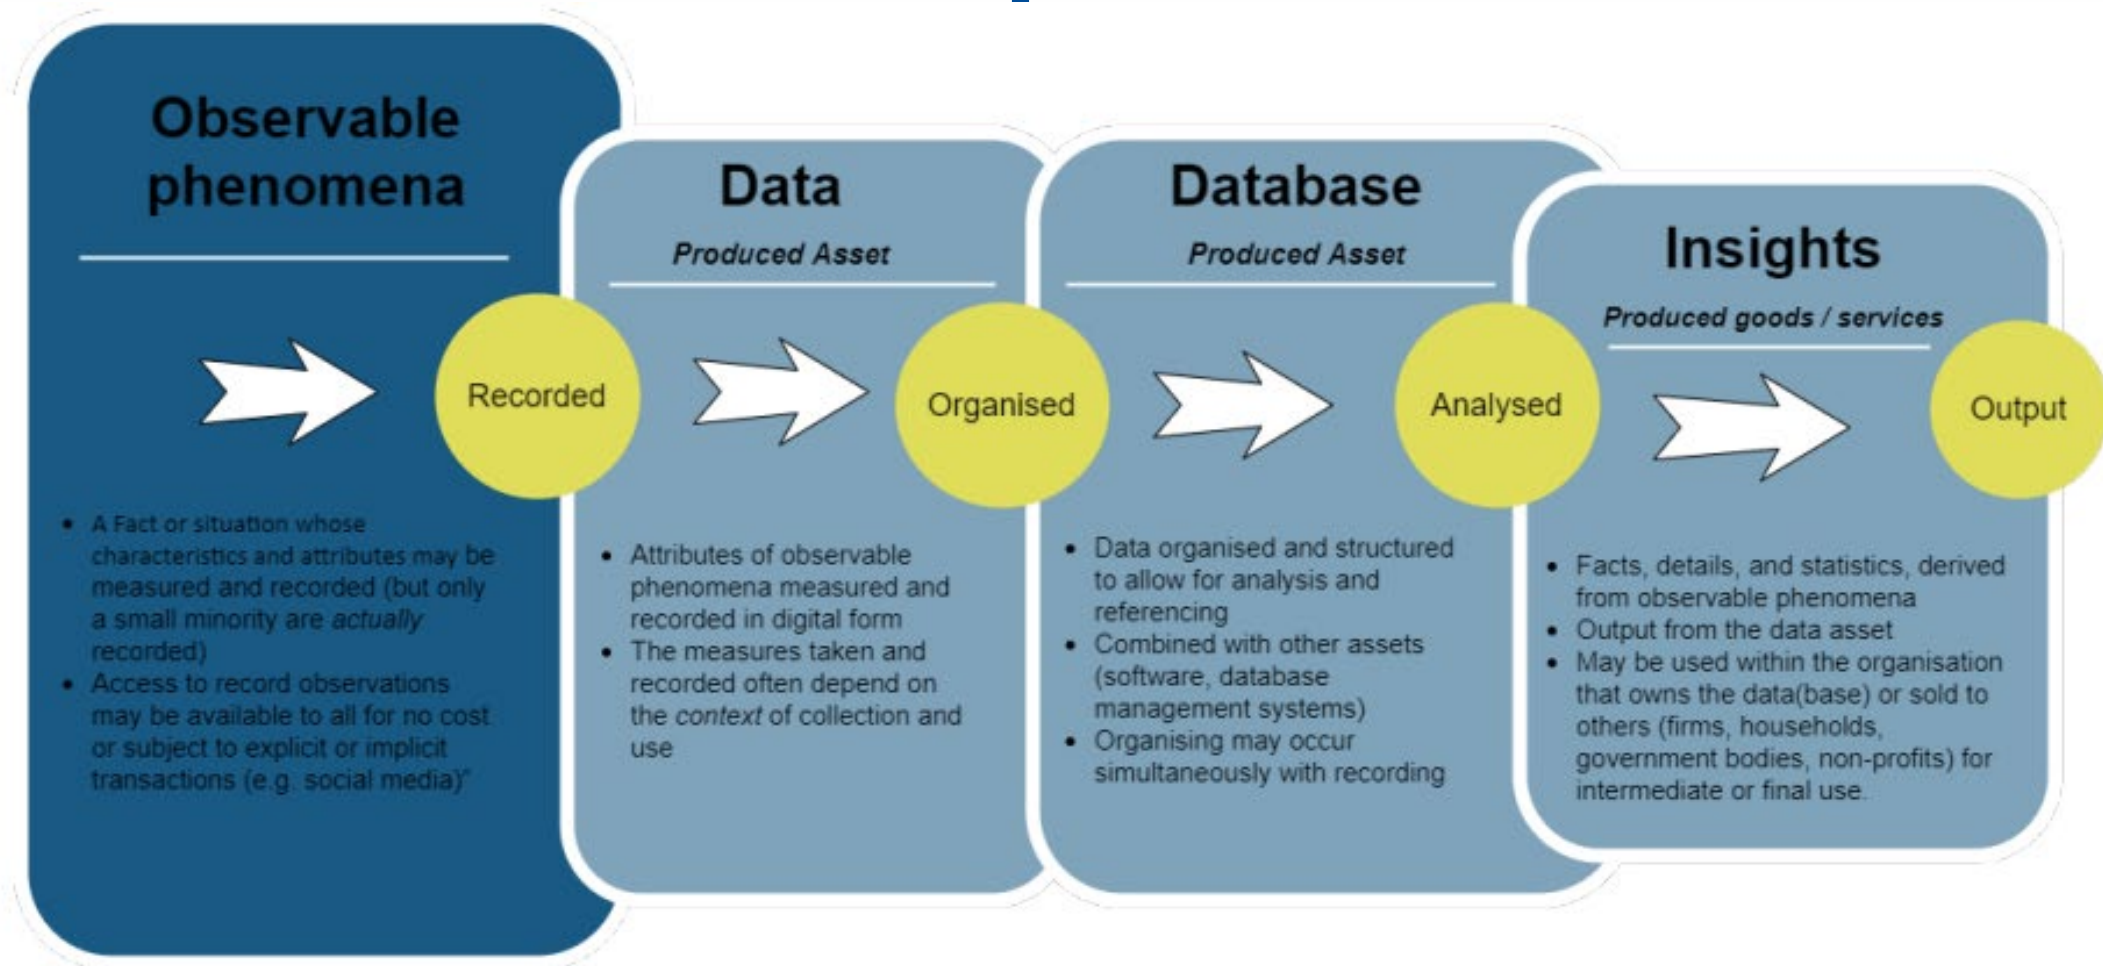 Observable
phenomena
Recorded
• A Fact or situation whose
characteristics and attributes may be
measured and recorded (but only
a small minority are actually
recorded)
• Access to record observations
may be available to all for no cost
or subject to explicit or implicit
transactions (e.g. social media)"
Data
Produced Asset
Organised
• Attributes of observable
phenomena measured and
recorded in digital form
• The measures taken and
recorded often depend on
the context of collection and
use
Database
Produced Asset
Analysed
• Data organised and structured
to allow for analysis and
referencing
• Combined with other assets
(software, database
management systems)
• Organising may occur
simultaneously with recording
Insights
Produced goods / services
Output
• Facts, details, and statistics, derived
from observable phenomena
• Output from the data asset
• May be used within the organisation
that owns the data(base) or sold to
others (firms, households,
government bodies, non-profits) for
intermediate or final use.